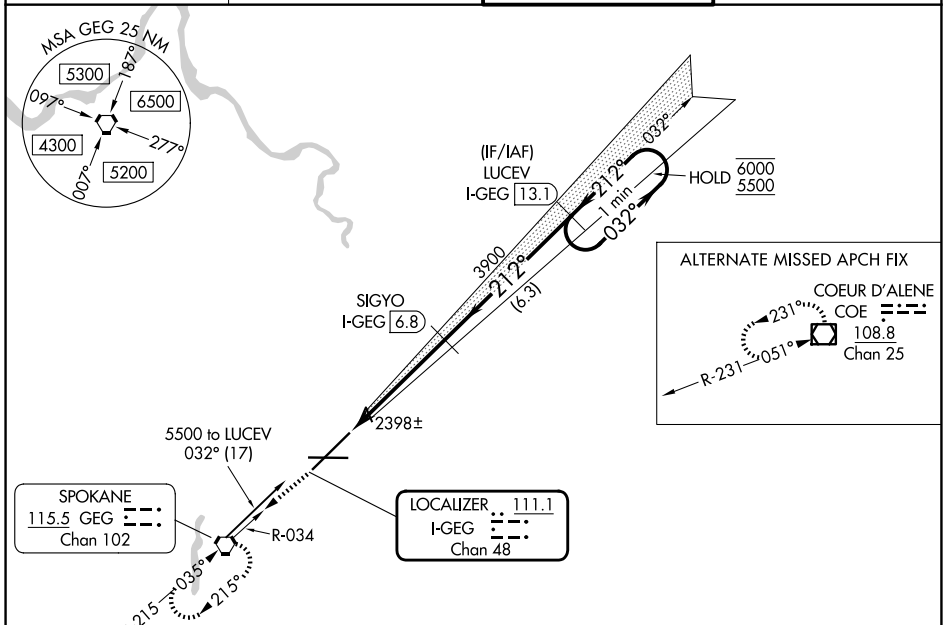 MSA GEG 25 NM
5300
187°
097°
6500
4300
277°
5200
007°
(IF/IAF)
LUCEV
I-GEG 13.1
032°
212°
1 min
032°
HOLD 6000
5500
3900
212°
(6.3)
SIGYO
I-GEG 6.8
ALTERNATE MISSED APCH FIX
COEUR D'ALENE
COE
108.8
Chan 25
231°
R-231
051°
2398±
5500 to LUCEV
032° (17)
SPOKANE
115.5 GEG
Chan 102
R-034
LOCALIZER 111.1
I-GEG
Chan 48
035°
215°
215